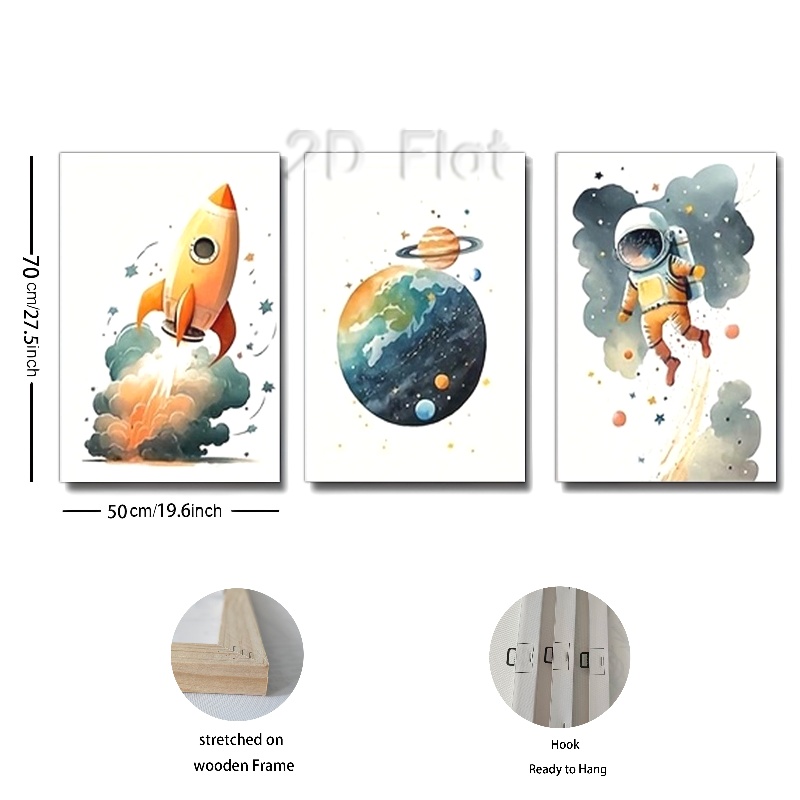 2D Flat
70 cm/27.5inch
50cm/19.6inch
stretched on
wooden Frame
Hook
Ready to Hang